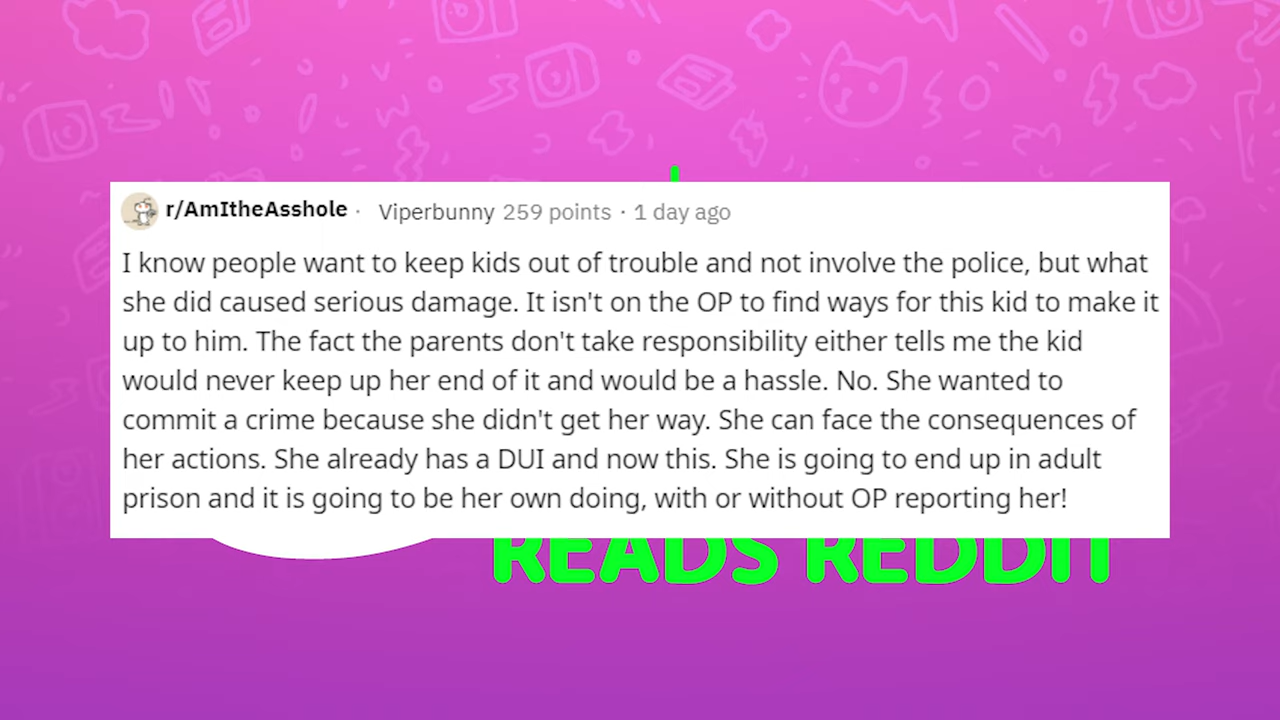 r/AmItheAsshole · Viperbunny 259 points · 1 day ago
I know people want to keep kids out of trouble and not involve the police, but what
she did caused serious damage. It isn't on the OP to find ways for this kid to make it
up to him. The fact the parents don't take responsibility either tells me the kid
would never keep up her end of it and would be a hassle. No. She wanted to
commit a crime because she didn't get her way. She can face the consequences of
her actions. She already has a DUI and now this. She is going to end up in adult
prison and it is going to be her own doing, with or without OP reporting her!
READS REDDIT